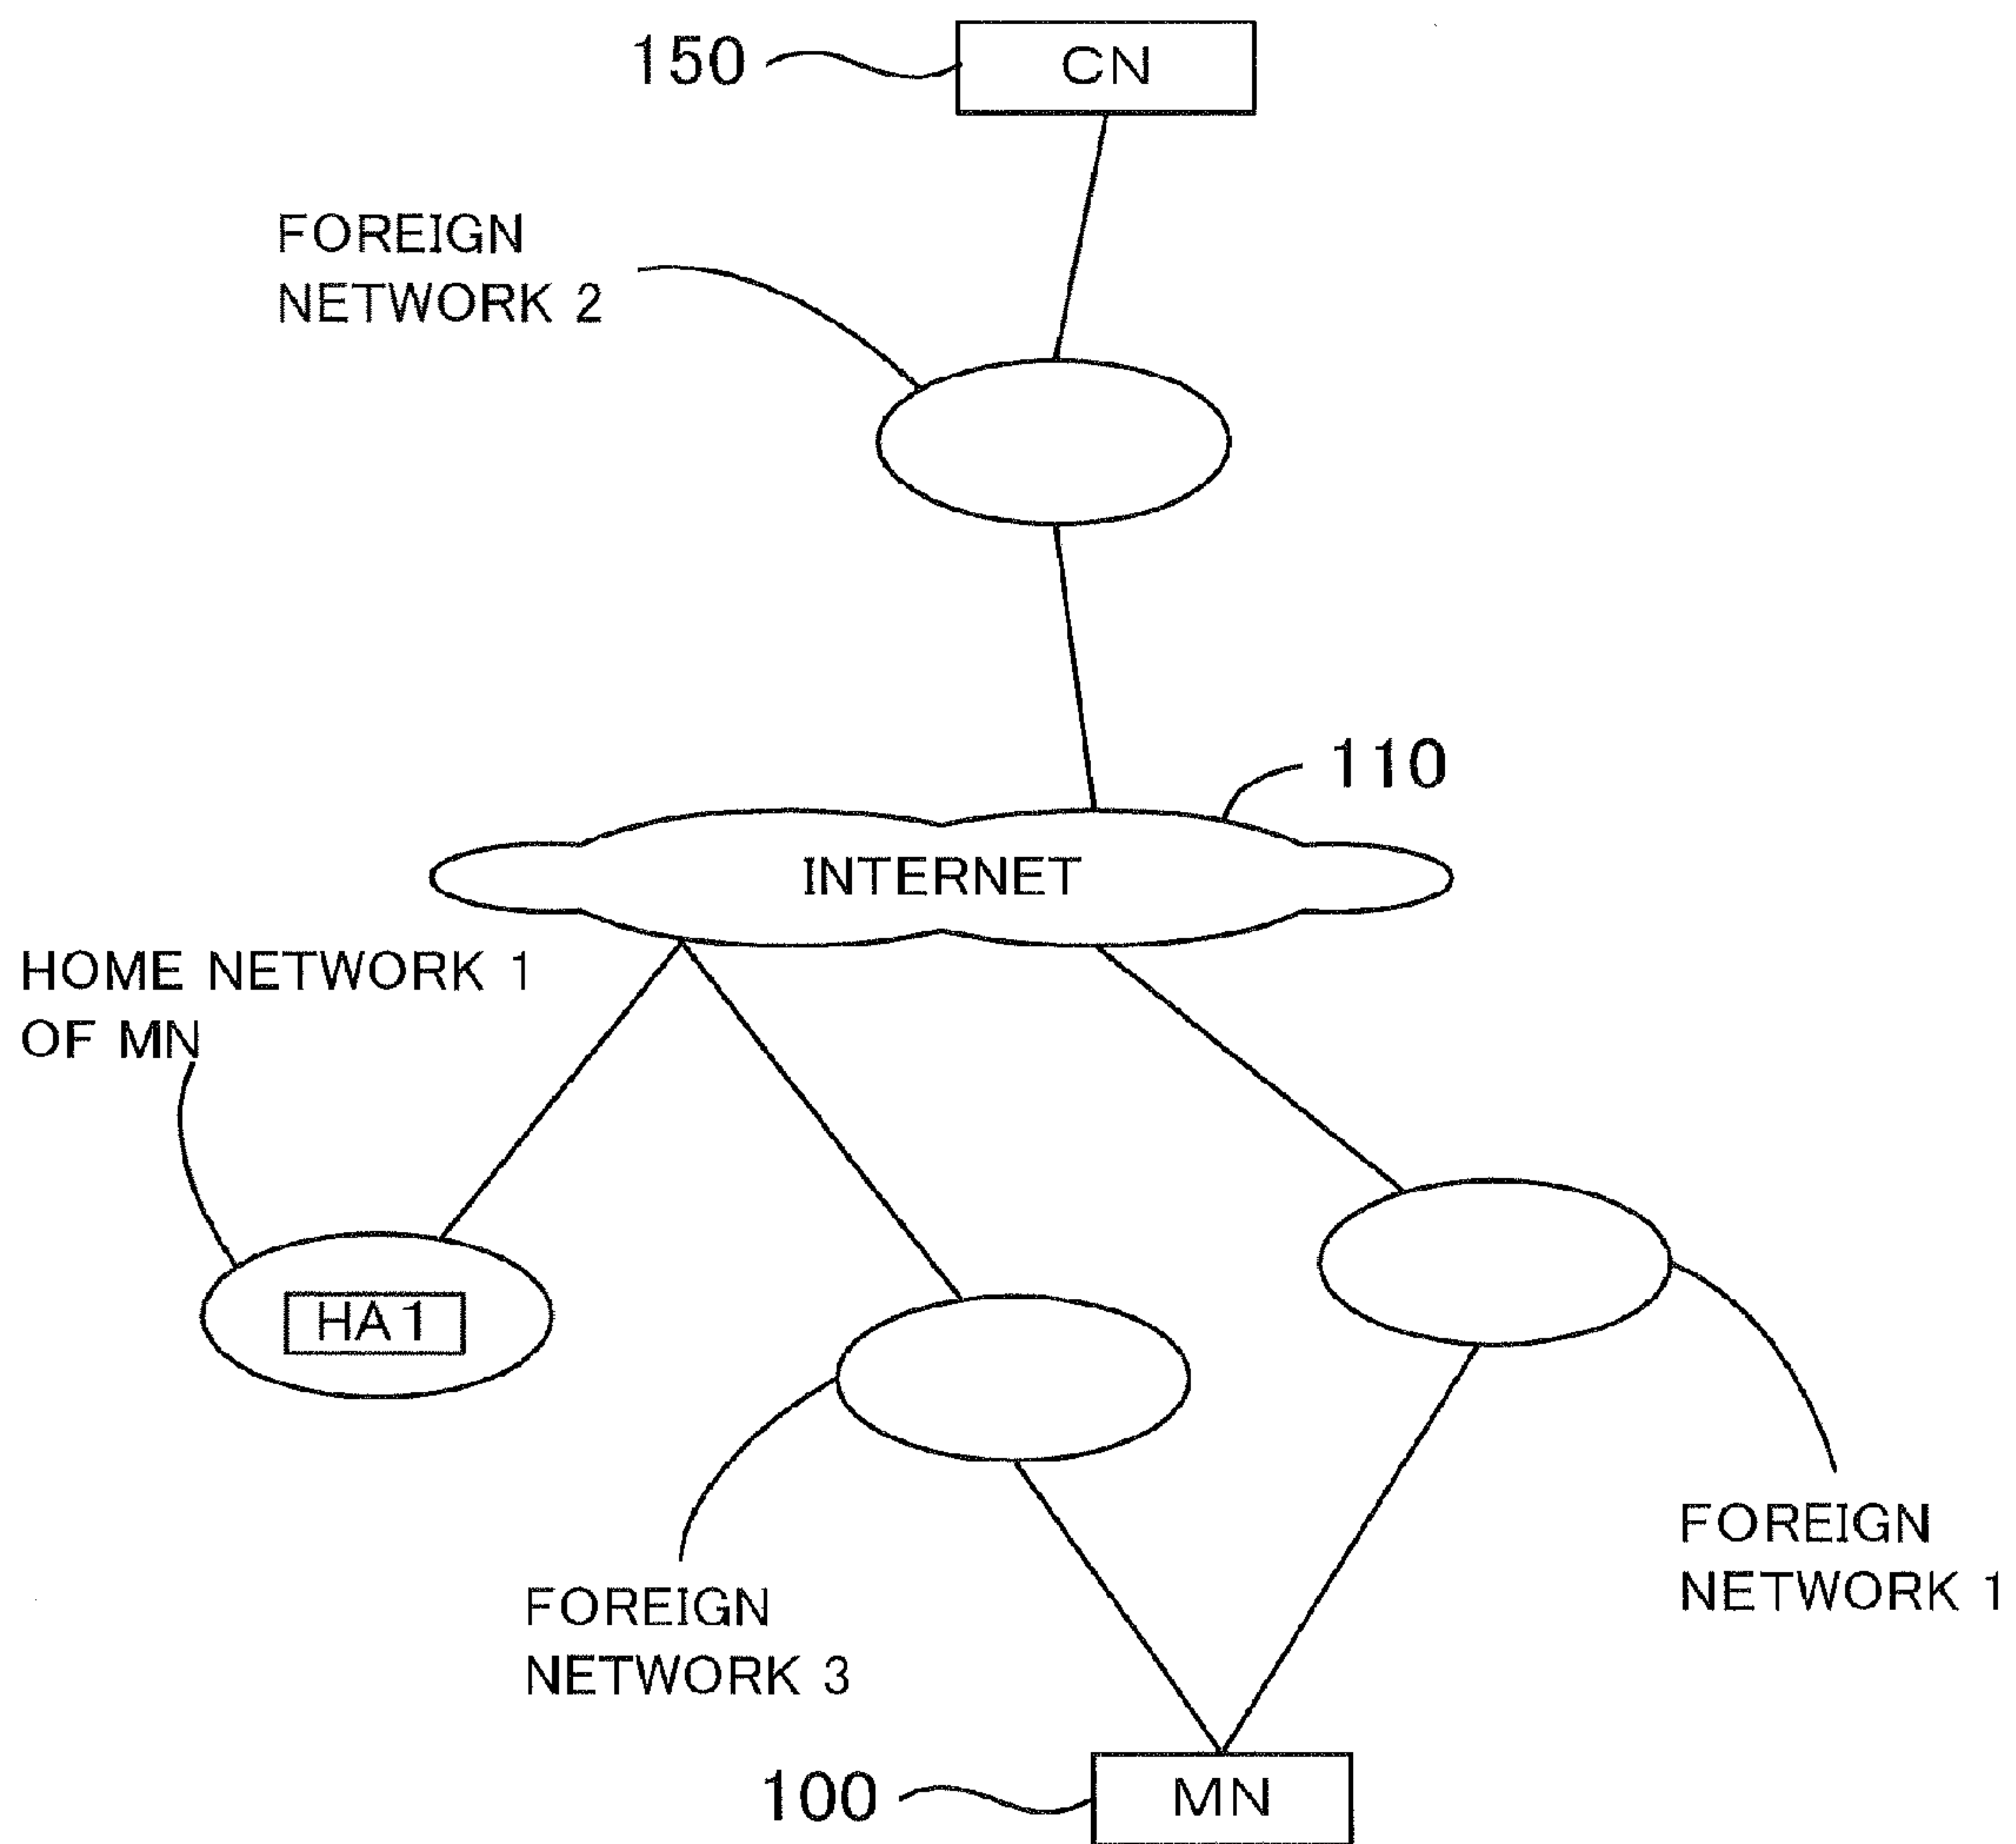 150
CN
FOREIGN
NETWORK 2
110
INTERNET
HOME NETWORK 1
OF MN
HA1
FOREIGN
NETWORK 1
FOREIGN
NETWORK 3
100
MN